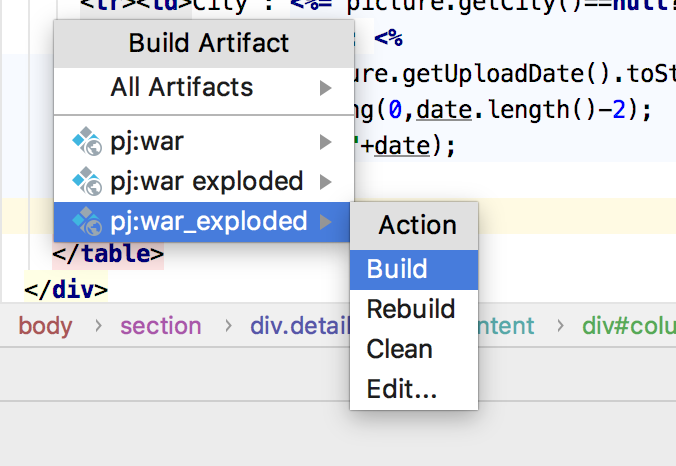 <tr><td>City : <%= picture.getCity()==null?
Build Artifact
: <%
All Artifacts
ure.getUploadDate().toSt
ng(0,date.length()-2);
pj:war
"+date);
pj:war exploded
pj:war_exploded
Action
</table>
Build
</div>
Rebuild
body › section › div.detail ntent › div#colu
Clean
Edit...